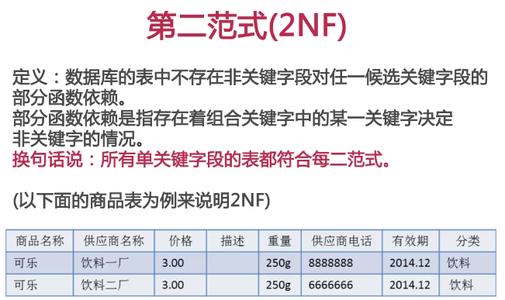 第二范式(2NF)
定义：数据库的表中不存在非关键字段对任一候选关键字段的
部分函数依赖。
部分函数依赖是指存在着组合关键字中的某一关键字决定
非关键字的情况。
换句话说：所有单关键字段的表都符合每二范式。
(以下面的商品表为例来说明2NF)
商品名称 供应商名称 价格 描述 重量 供应商电话 有效期 分类
可乐 饮料一厂 3.00 250g 8888888 2014.12 饮料
可乐 饮料二厂 3.00 250g 6666666 2014.12 饮料